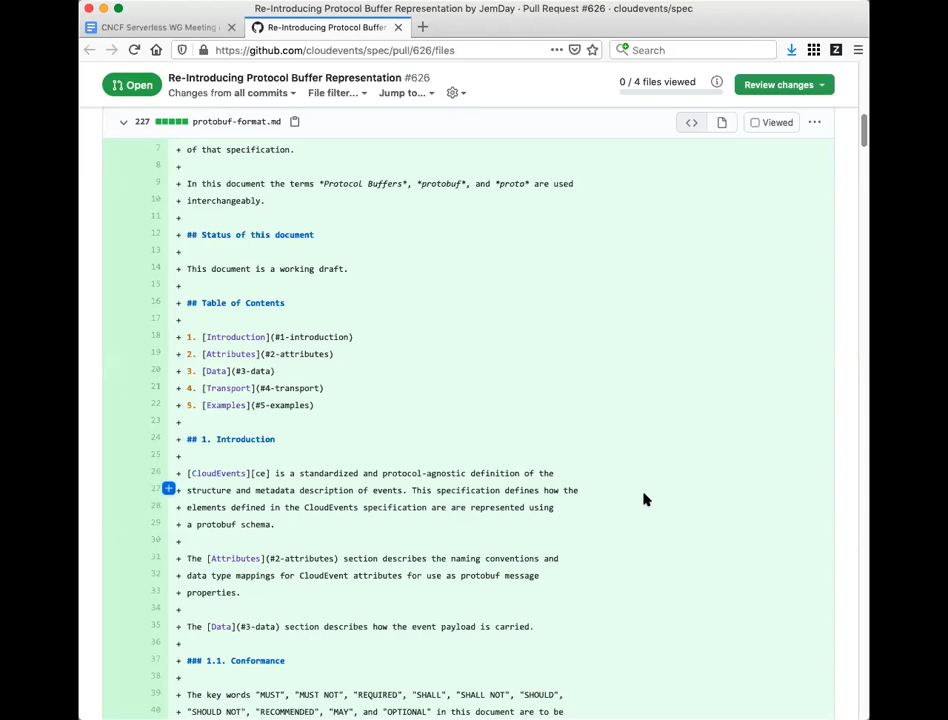 Re-Introducing Protocol Buffer Representation by JemDay · Pull Request #626 · cloudevents/spec
CNCF Serverless WG Meeting
Re-Introducing Protocol Buffer
https://github.com/cloudevents/spec/pull/626/files
Search
Open
Re-Introducing Protocol Buffer Representation #626
Changes from all commits
File filter...
Jump to...
0 / 4 files viewed
Review changes
227 protobuf-format.md
Viewed
7 + of that specification.
8 +
9 + In this document the terms *Protocol Buffers*, *protobuf*, and *proto* are used
10 + interchangeably.
11 +
12 + ## Status of this document
13 +
14 + This document is a working draft.
15 +
16 + ## Table of Contents
17 +
18 + 1. [Introduction](#1-introduction)
19 + 2. [Attributes](#2-attributes)
20 + 3. [Data](#3-data)
21 + 4. [Transport](#4-transport)
22 + 5. [Examples](#5-examples)
23 +
24 + ## 1. Introduction
25 +
26 + [CloudEvents][ce] is a standardized and protocol-agnostic definition of the
27 + structure and metadata description of events. This specification defines how the
28 + elements defined in the CloudEvents specification are are represented using
29 + a protobuf schema.
30 +
31 + The [Attributes](#2-attributes) section describes the naming conventions and
32 + data type mappings for CloudEvent attributes for use as protobuf message
33 + properties.
34 +
35 + The [Data](#3-data) section describes how the event payload is carried.
36 +
37 + ### 1.1. Conformance
38 +
39 + The key words "MUST", "MUST NOT", "REQUIRED", "SHALL", "SHALL NOT", "SHOULD",
40 + "SHOULD NOT", "RECOMMENDED", "MAY", and "OPTIONAL" in this document are to be